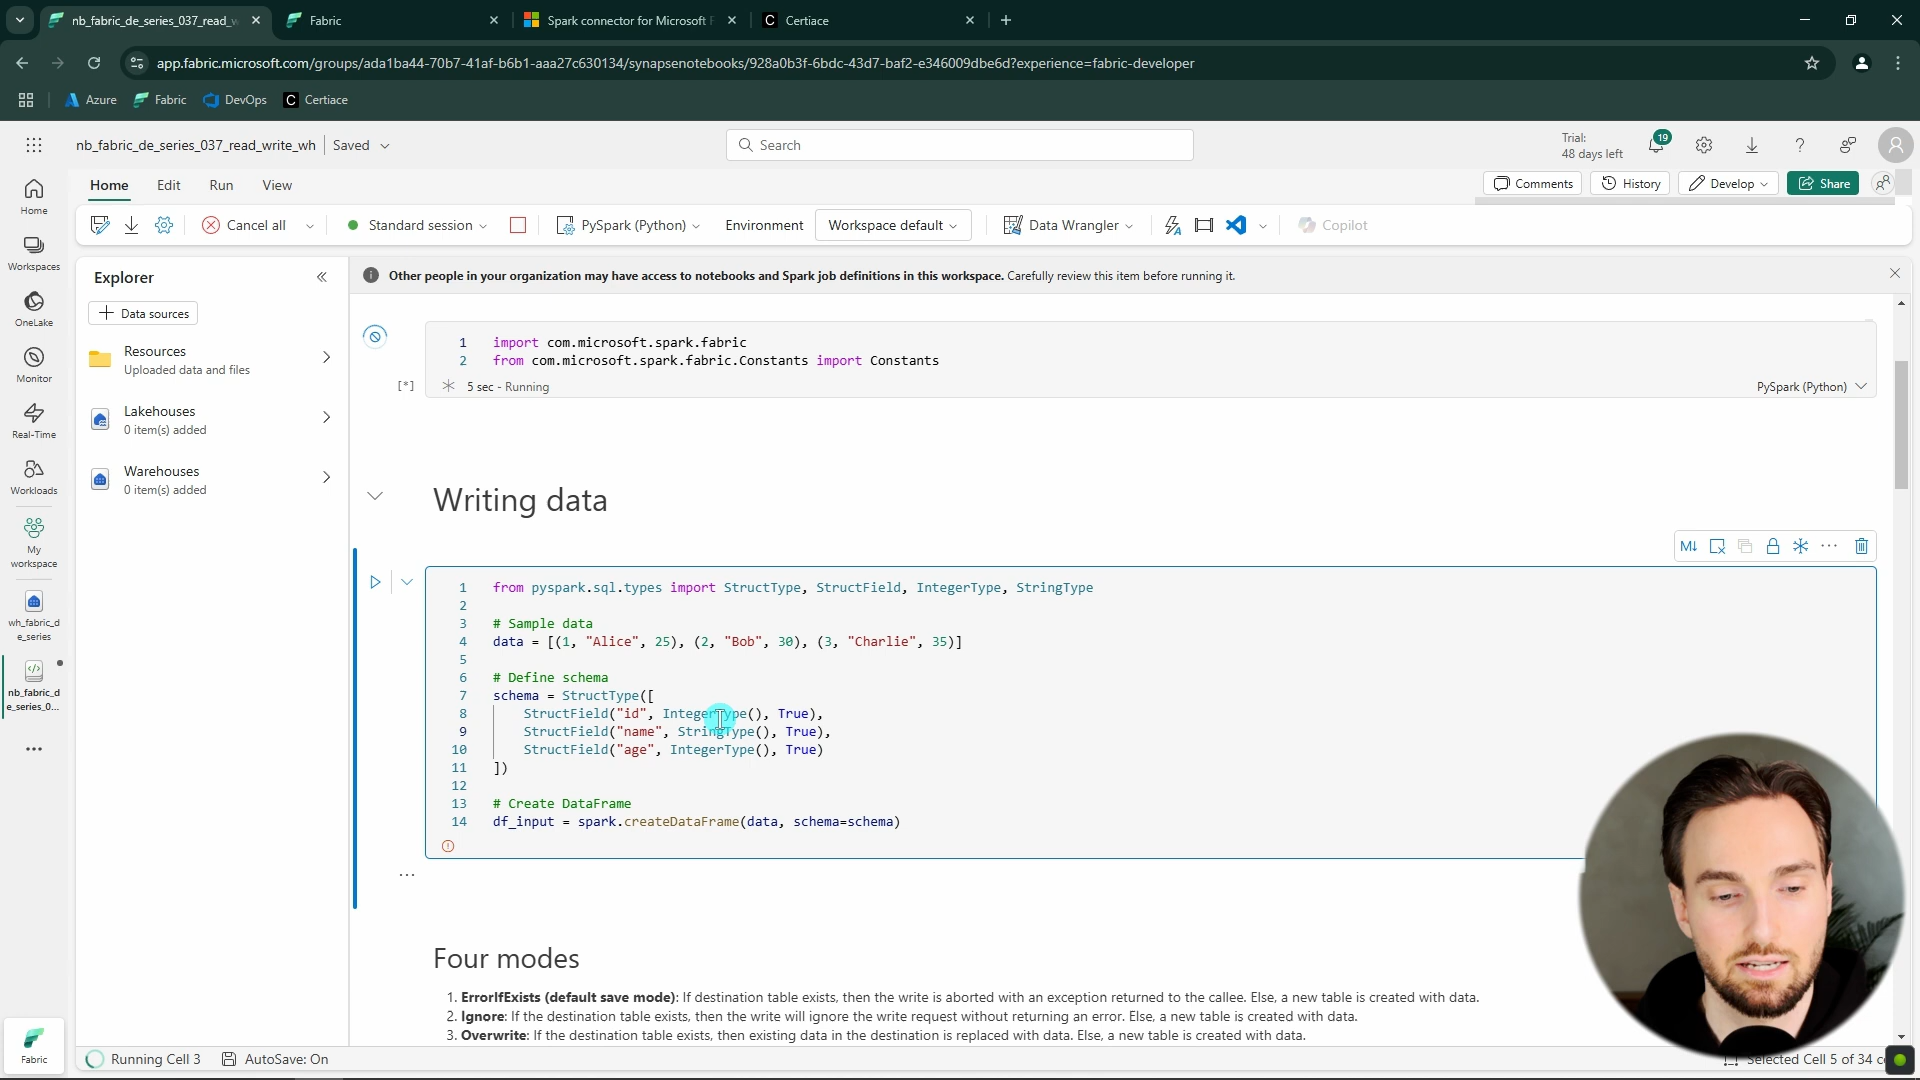 nb_fabric_de_series_037_read_w
Fabric
Spark connector for Microsoft F
C Certiace
app.fabric.microsoft.com/groups/ada1ba44-70b7-41af-b6b1-aaa27c630134/synapsenotebooks/928a0b3f-6bdc-43d7-baf2-e346009dbe6d?experience=fabric-developer
Azure
Fabric
DevOps
C Certiace
nb_fabric_de_series_037_read_write_wh
Saved
Search
Trial:
48 days left
19
Home
Edit
Run
View
Comments
History
Develop
Share
Cancel all
Standard session
PySpark (Python)
Environment
Workspace default
Data Wrangler
Copilot
Home
Workspaces
OneLake
Monitor
Real-Time
Workloads
My
workspace
wh_fabric_d
e_series
nb_fabric_d
e_series_0...
Fabric
Explorer
Data sources
Resources
Uploaded data and files
Lakehouses
0 item(s) added
Warehouses
0 item(s) added
Other people in your organization may have access to notebooks and Spark job definitions in this workspace. Carefully review this item before running it.
1 import com.microsoft.spark.fabric
2 from com.microsoft.spark.fabric.Constants import Constants
[*]
5 sec - Running
PySpark (Python)
Writing data
M↓
1 from pyspark.sql.types import StructType, StructField, IntegerType, StringType
2
3 # Sample data
4 data = [(1, "Alice", 25), (2, "Bob", 30), (3, "Charlie", 35)]
5
6 # Define schema
7 schema = StructType([
8 StructField("id", IntegerType(), True),
9 StructField("name", StringType(), True),
10 StructField("age", IntegerType(), True)
11 ])
12
13 # Create DataFrame
14 df_input = spark.createDataFrame(data, schema=schema)
Four modes
1. ErrorIfExists (default save mode): If destination table exists, then the write is aborted with an exception returned to the callee. Else, a new table is created with data.
2. Ignore: If the destination table exists, then the write will ignore the write request without returning an error. Else, a new table is created with data.
3. Overwrite: If the destination table exists, then existing data in the destination is replaced with data. Else, a new table is created with data.
Running Cell 3
AutoSave: On
Selected Cell 5 of 34 c